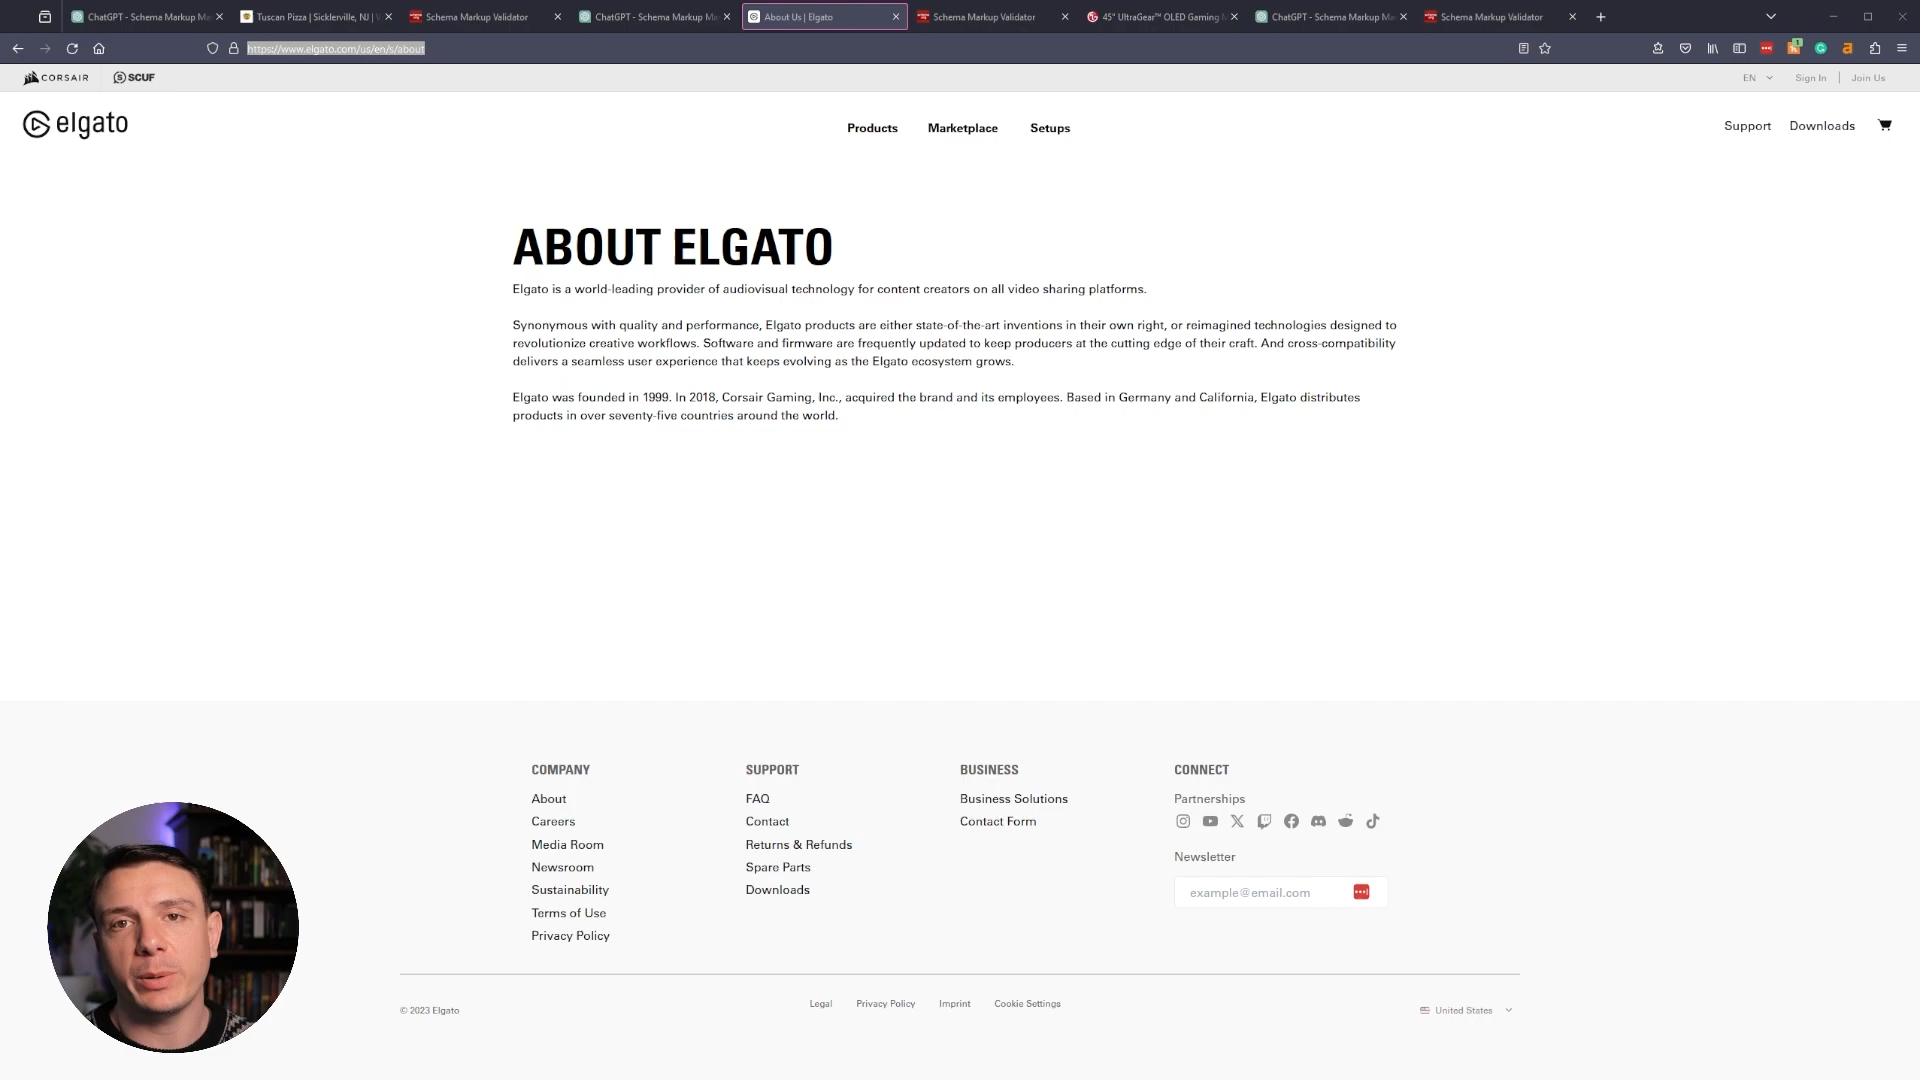 ChatGPT - Schema Markup Ma
Tuscan Pizza | Sicklerville, NJ | V
Schema Markup Validator
ChatGPT - Schema Markup Ma
About Us | Elgato
Schema Markup Validator
45" UltraGear™ OLED Gaming M
ChatGPT - Schema Markup Ma
Schema Markup Validator
https://www.elgato.com/us/en/s/about
CORSAIR
SCUF
EN
Sign In
Join Us
elgato
Products
Marketplace
Setups
Support
Downloads
ABOUT ELGATO
Elgato is a world-leading provider of audiovisual technology for content creators on all video sharing platforms.
Synonymous with quality and performance, Elgato products are either state-of-the-art inventions in their own right, or reimagined technologies designed to
revolutionize creative workflows. Software and firmware are frequently updated to keep producers at the cutting edge of their craft. And cross-compatibility
delivers a seamless user experience that keeps evolving as the Elgato ecosystem grows.
Elgato was founded in 1999. In 2018, Corsair Gaming, Inc., acquired the brand and its employees. Based in Germany and California, Elgato distributes
products in over seventy-five countries around the world.
COMPANY
About
Careers
Media Room
Newsroom
Sustainability
Terms of Use
Privacy Policy
SUPPORT
FAQ
Contact
Returns & Refunds
Spare Parts
Downloads
BUSINESS
Business Solutions
Contact Form
CONNECT
Partnerships
Newsletter
example@email.com
© 2023 Elgato
Legal
Privacy Policy
Imprint
Cookie Settings
United States